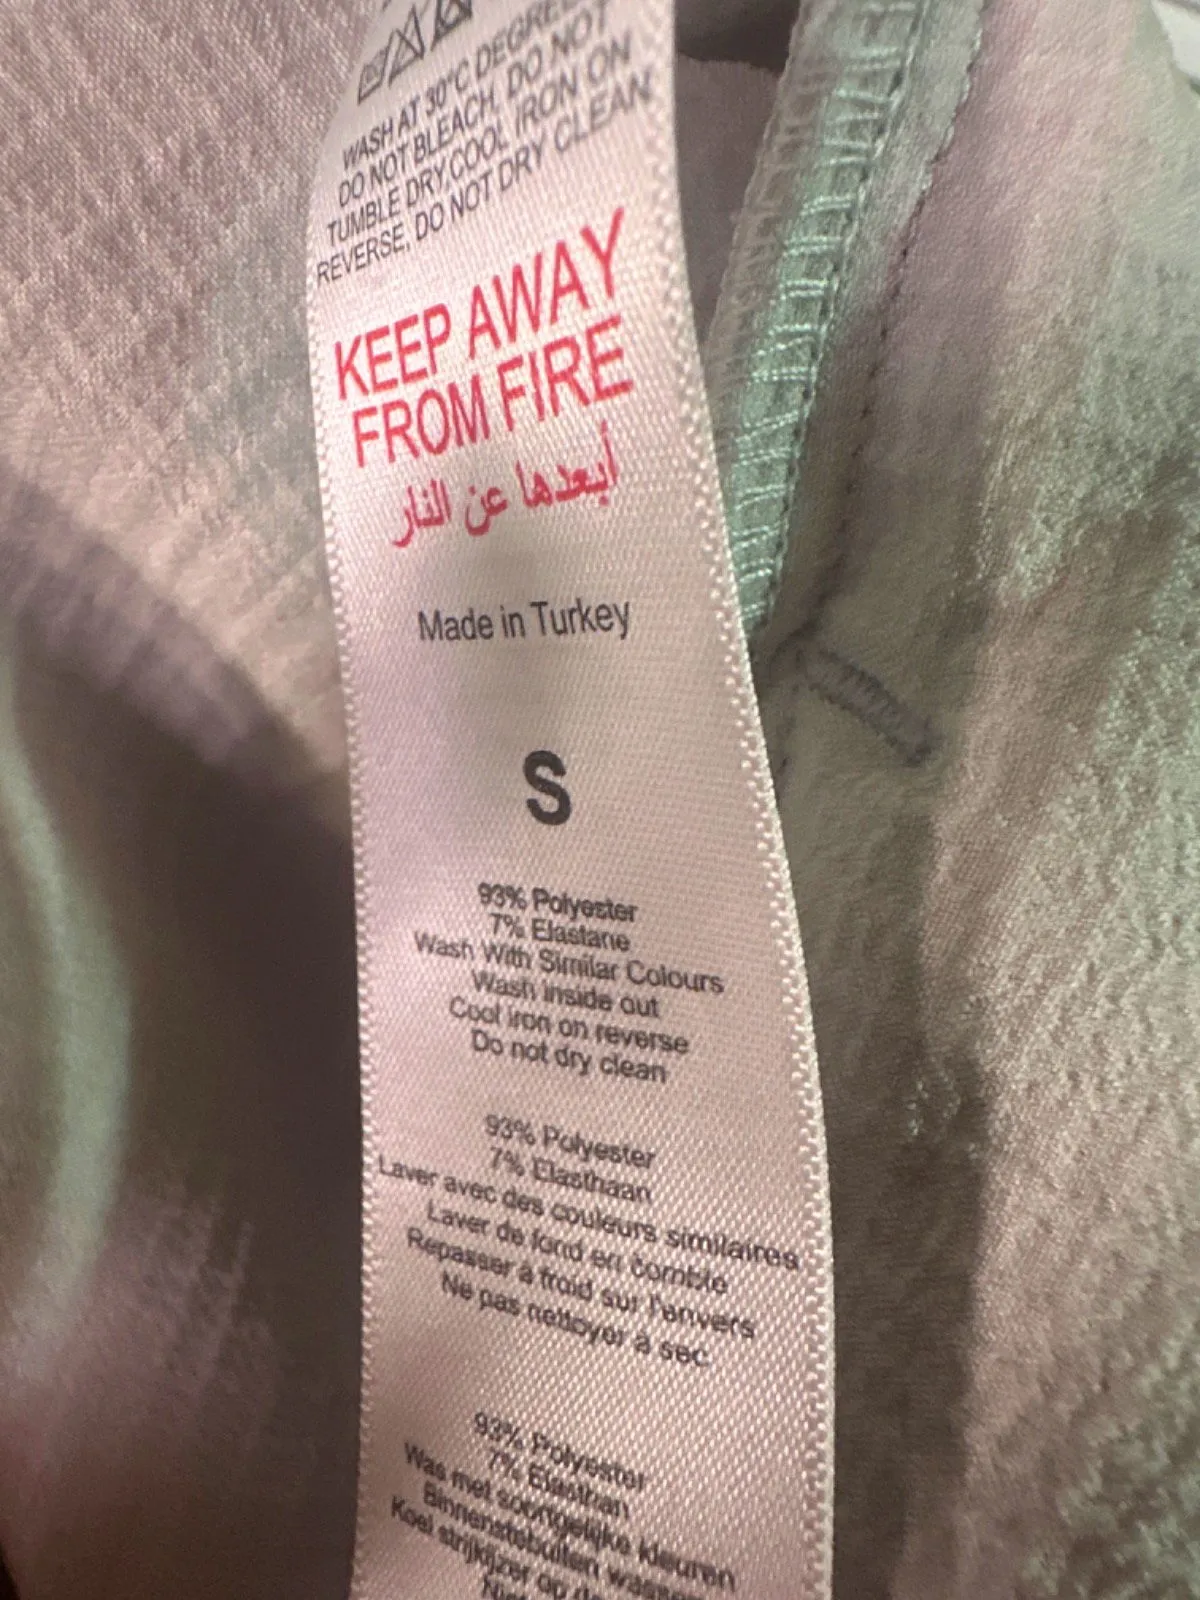 WASH AT 30°C DEGREE
DO NOT BLEACH, DO NOT
TUMBLE DRY,COOL IRON ON
REVERSE, DO NOT DRY CLEAN
KEEP AWAY
FROM FIRE
أبعدها عن النار
Made in Turkey
S
93% Polyester
7% Elastane
Wash With Similar Colours
Wash inside out
Cool iron on reverse
Do not dry clean
93% Polyester
7% Elasthaan
Laver avec des couleurs similaires
Laver de fond en comble
Repasser à froid sur l'envers
Ne pas nettoyer à sec
93% Polyester
7% Elasthan
Was met soortgelijke kleuren
Binnenstebuiten
Koel strijkijzer op